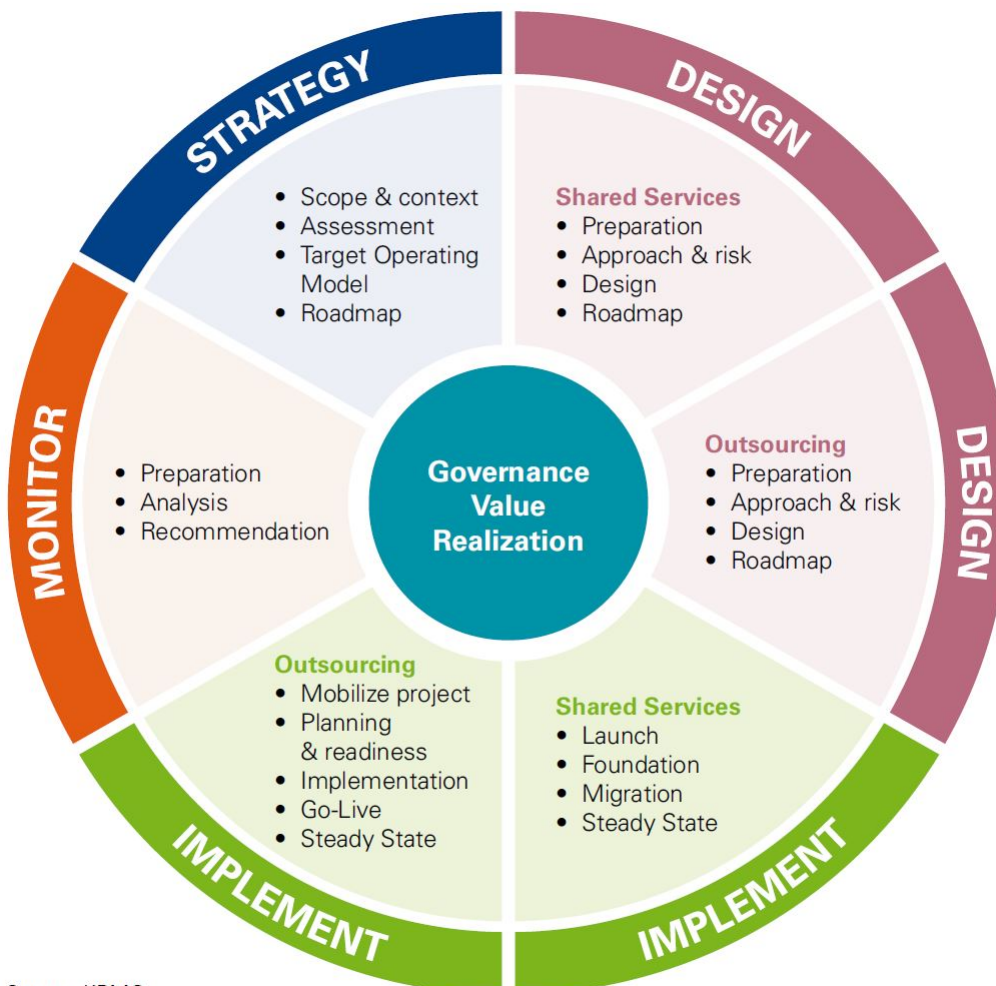 STRATEGY
• Scope & context
• Assessment
• Target Operating
Model
• Roadmap
DESIGN
Shared Services
• Preparation
• Approach & risk
• Design
• Roadmap
DESIGN
Outsourcing
• Preparation
• Approach & risk
• Design
• Roadmap
IMPLEMENT
Shared Services
• Launch
• Foundation
• Migration
• Steady State
IMPLEMENT
Outsourcing
• Mobilize project
• Planning
& readiness
• Implementation
• Go-Live
• Steady State
MONITOR
• Preparation
• Analysis
• Recommendation
Governance
Value
Realization